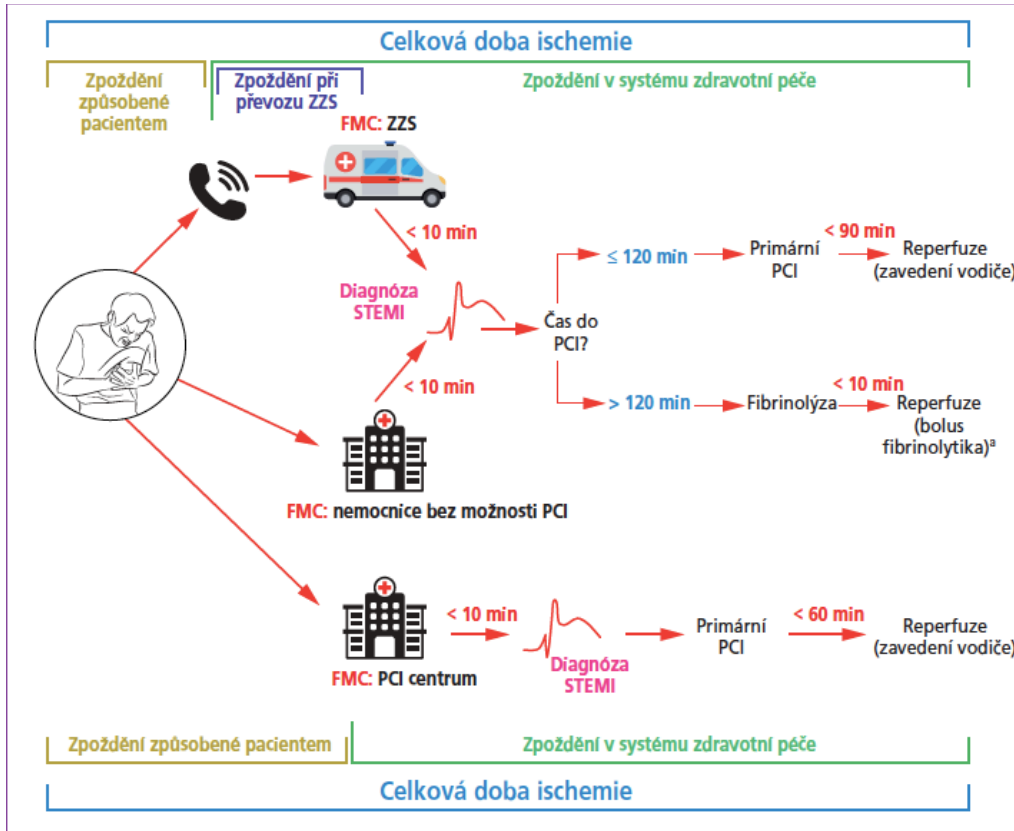 Celková doba ischemie
Zpoždění
způsobené
pacientem
Zpoždění při
převozu ZZS
Zpoždění v systému zdravotní péče
FMC: ZZS
< 10 min
Diagnóza
STEMI
< 10 min
Čas do
PCI?
≤ 120 min
Primární
PCI
< 90 min
Reperfuze
(zavedení vodiče)
> 120 min
Fibrinolýza
< 10 min
Reperfuze
(bolus
fibrinolytika)ª
FMC: nemocnice bez možnosti PCI
FMC: PCI centrum
< 10 min
Diagnóza
STEMI
Primární
PCI
< 60 min
Reperfuze
(zavedení vodiče)
Zpoždění způsobené pacientem
Zpoždění v systému zdravotní péče
Celková doba ischemie